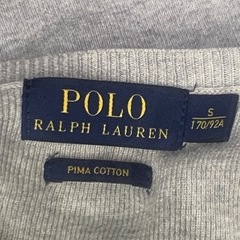 POLO
RALPH LAUREN
S
170/92A
PIMA COTTON